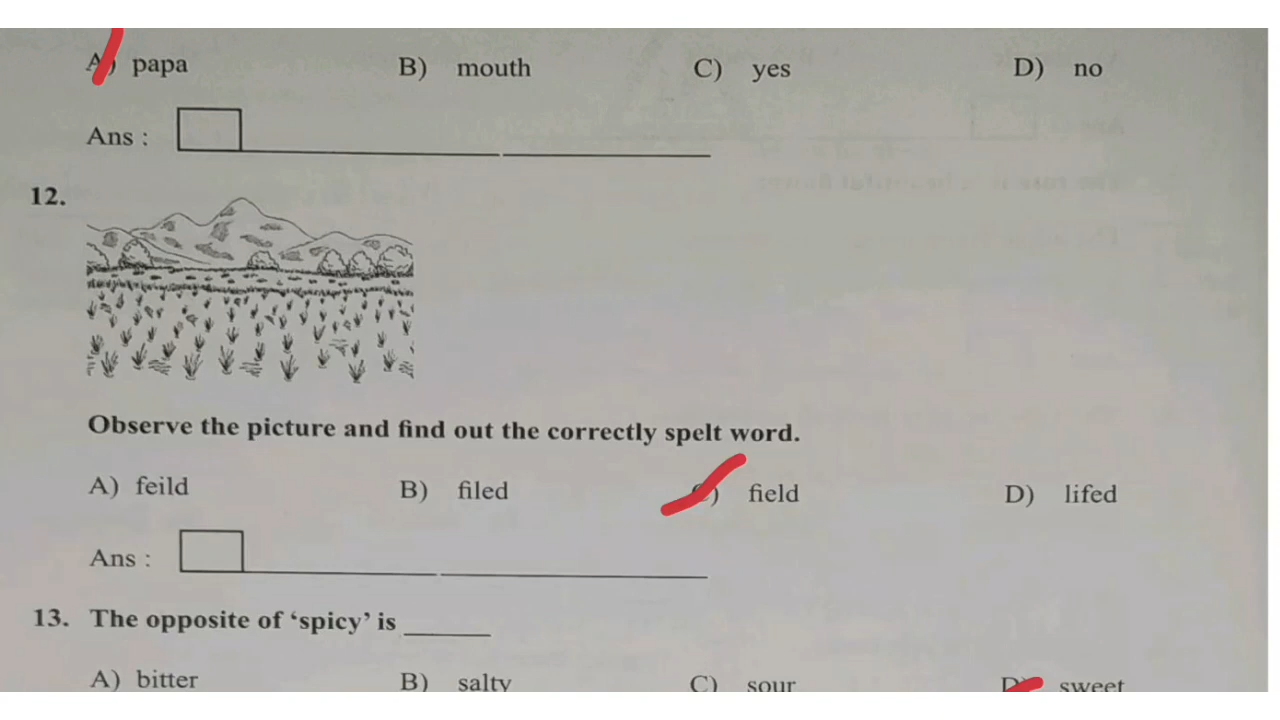 A) papa B) mouth C) yes D) no
Ans :
12.
Observe the picture and find out the correctly spelt word.
A) feild B) filed C) field D) lifed
Ans :
13. The opposite of ‘spicy’ is ______
A) bitter B) salty C) sour D) sweet